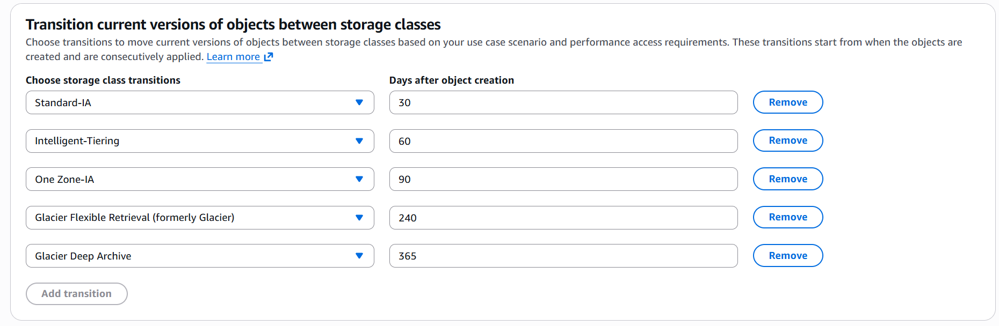 Transition current versions of objects between storage classes
Choose transitions to move current versions of objects between storage classes based on your use case scenario and performance access requirements. These transitions start from when the objects are
created and are consecutively applied. Learn more
Choose storage class transitions Days after object creation
Standard-IA 30 Remove
Intelligent-Tiering 60 Remove
One Zone-IA 90 Remove
Glacier Flexible Retrieval (formerly Glacier) 240 Remove
Glacier Deep Archive 365 Remove
Add transition